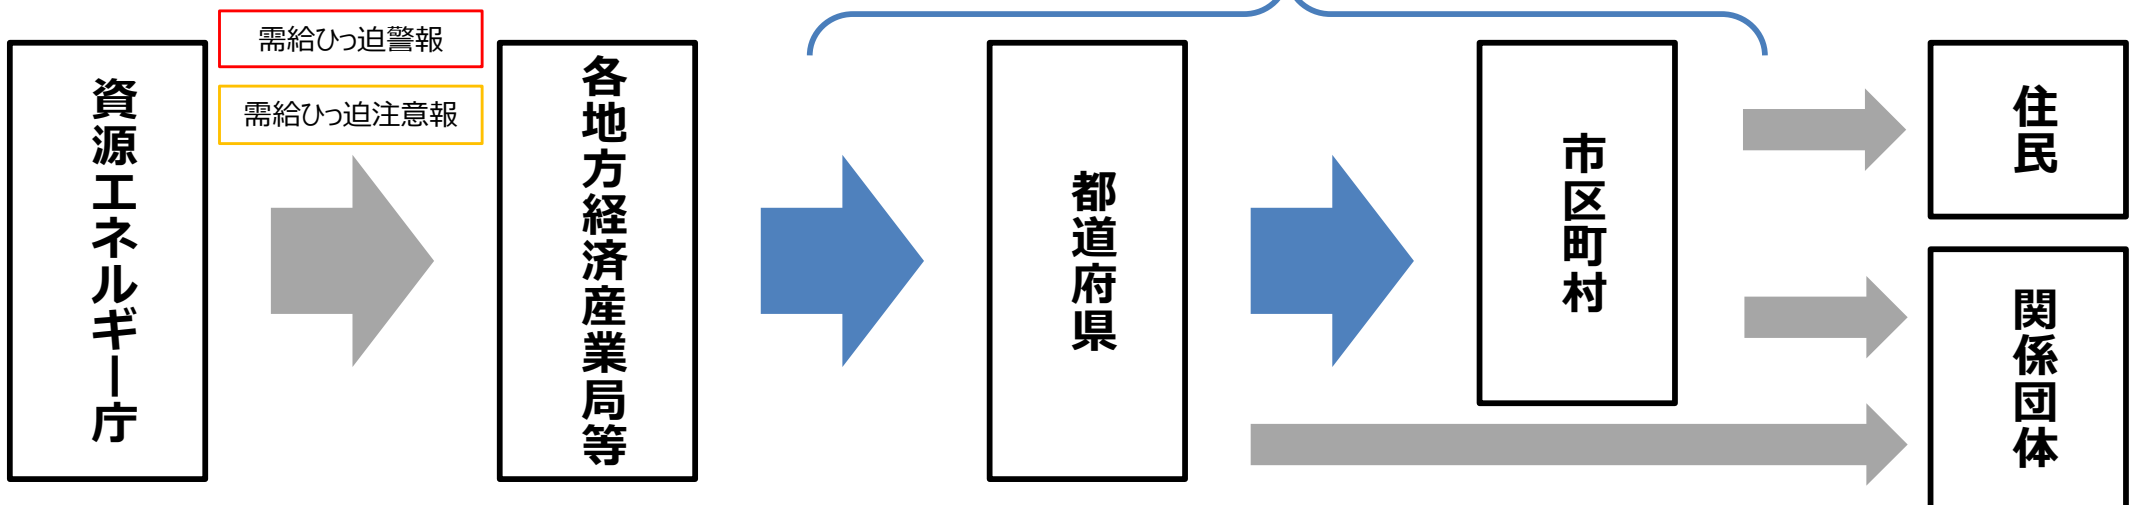 資源エネルギー庁
需給ひっ迫警報
需給ひっ迫注意報
各地方経済産業局等
都道府県
市区町村
住民
関係団体